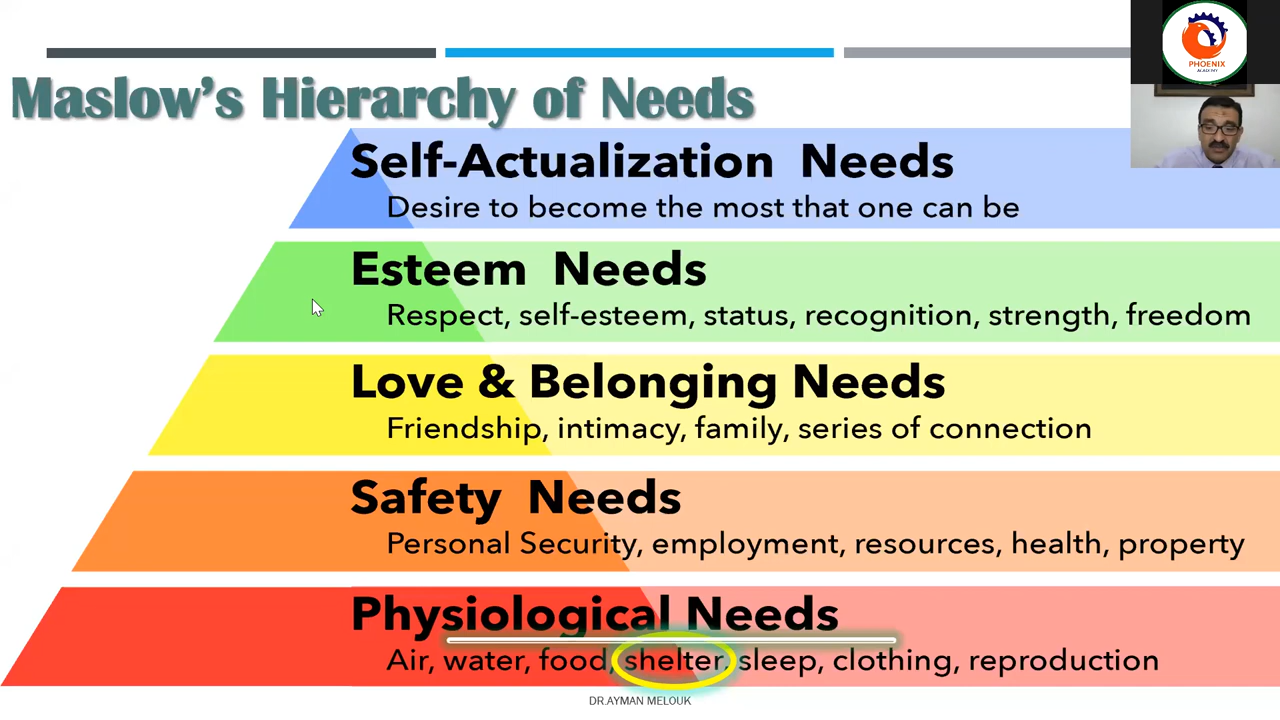 PHOENIX
ACADEMY
Maslow's Hierarchy of Needs
Self-Actualization Needs
Desire to become the most that one can be
Esteem Needs
Respect, self-esteem, status, recognition, strength, freedom
Love & Belonging Needs
Friendship, intimacy, family, series of connection
Safety Needs
Personal Security, employment, resources, health, property
Physiological Needs
Air, water, food, shelter, sleep, clothing, reproduction
DR.AYMAN MELOUK